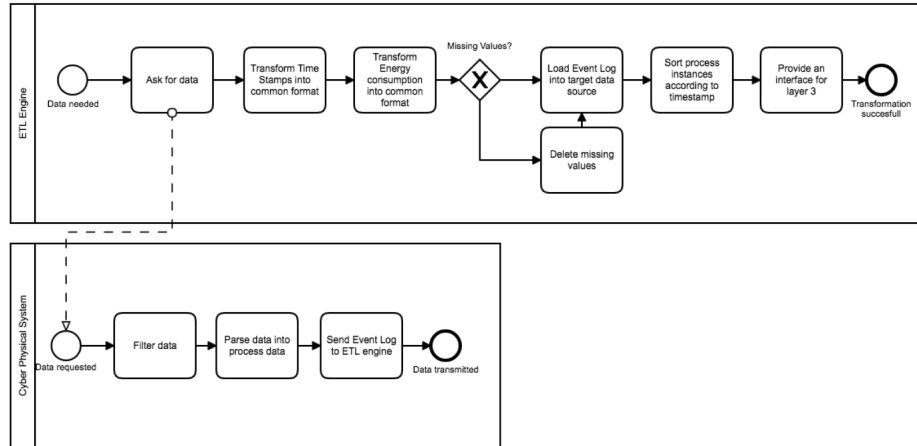 ETL Engine
Data needed
Ask for data
Transform Time
Stamps into
common format
Transform
Energy
consumption
into common
format
Missing Values?
X
Load Event Log
into target data
source
Delete missing
values
Sort process
instances
according to
timestamp
Provide an
interface for
layer 3
Transformation
succesfull
Cyber Physical System
Data requested
Filter data
Parse data into
process data
Send Event Log
to ETL engine
Data transmitted